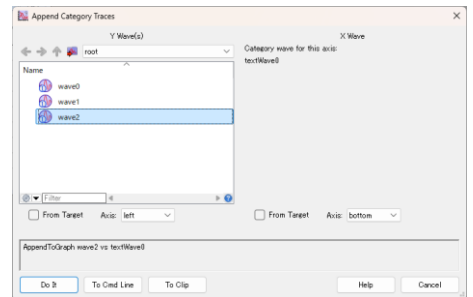 Append Category Traces
Y Wave(s)
X Wave
root
Category wave for this axis:
textWave0
Name
wave0
wave1
wave2
Filter
From Target
Axis:
left
From Target
Axis:
bottom
AppendToGraph wave2 vs textWave0
Do It
To Cmd Line
To Clip
Help
Cancel